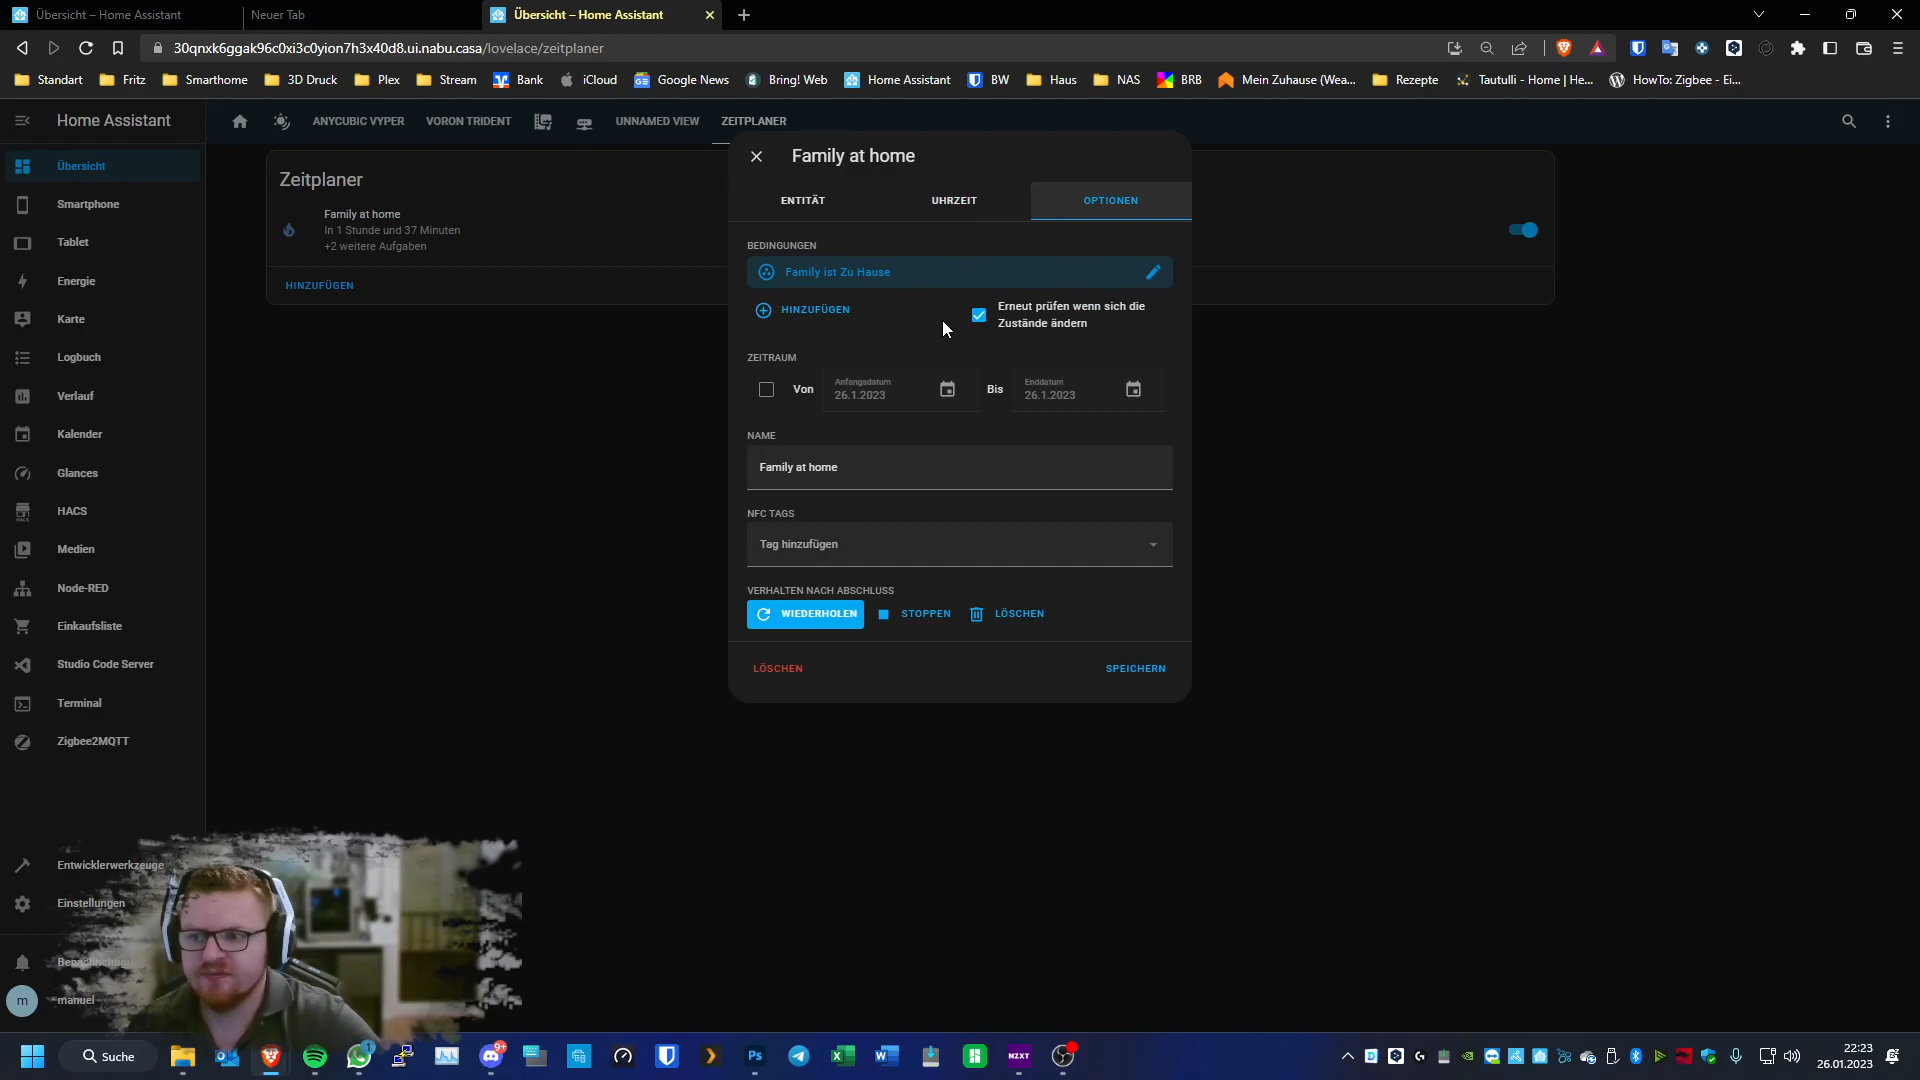 Übersicht – Home Assistant
Neuer Tab
Übersicht – Home Assistant
30qnxk6ggak96c0xi3c0yion7h3x40d8.ui.nabu.casa/lovelace/zeitplaner
Standart
Fritz
Smarthome
3D Druck
Plex
Stream
Bank
iCloud
Google News
Bring! Web
Home Assistant
BW
Haus
NAS
BRB
Mein Zuhause (Wea...
Rezepte
Tautulli - Home | He...
HowTo: Zigbee - Ei...
Home Assistant
ANYCUBIC VYPER
VORON TRIDENT
UNNAMED VIEW
ZEITPLANER
Übersicht
Smartphone
Tablet
Energie
Karte
Logbuch
Verlauf
Kalender
Glances
HACS
Medien
Node-RED
Einkaufsliste
Studio Code Server
Terminal
Zigbee2MQTT
Entwicklerwerkzeuge
Einstellungen
m
manuel
Zeitplaner
Family at home
In 1 Stunde und 37 Minuten
+2 weitere Aufgaben
HINZUFÜGEN
Family at home
ENTITÄT
UHRZEIT
OPTIONEN
BEDINGUNGEN
Family ist Zu Hause
HINZUFÜGEN
Erneut prüfen wenn sich die
Zustände ändern
ZEITRAUM
Von
Anfangsdatum
26.1.2023
Bis
Enddatum
26.1.2023
NAME
Family at home
NFC TAGS
Tag hinzufügen
VERHALTEN NACH ABSCHLUSS
WIEDERHOLEN
STOPPEN
LÖSCHEN
LÖSCHEN
SPEICHERN
Suche
1
9+
Ps
NZXT
22:23
26.01.2023